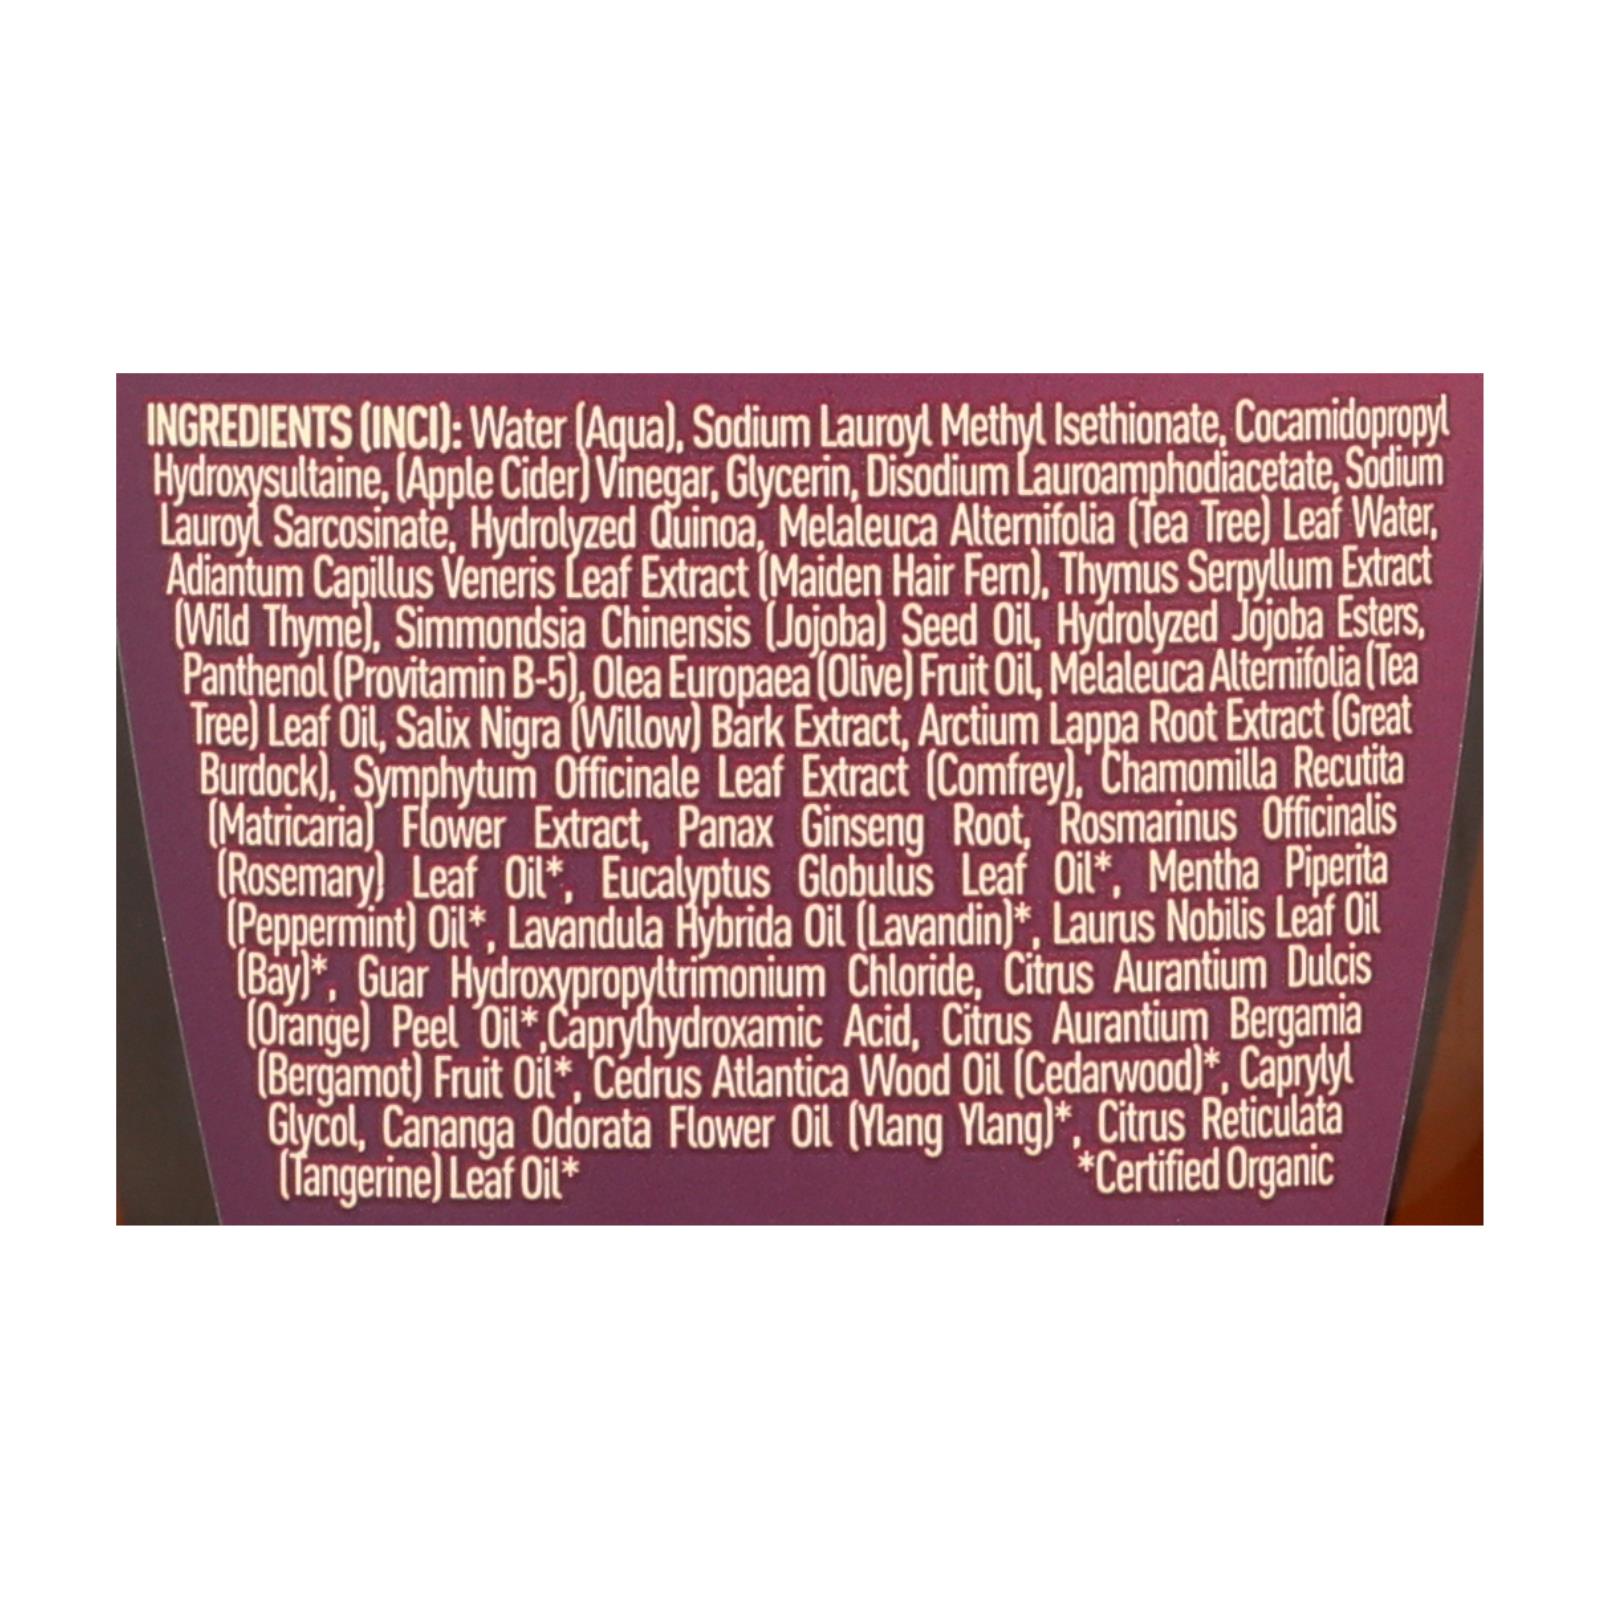 INGREDIENTS (INCI): Water (Aqua), Sodium Lauroyl Methyl Isethionate, Cocamidopropyl
Hydroxysultaine, (Apple Cider) Vinegar, Glycerin, Disodium Lauroamphodiacetate, Sodium
Lauroyl Sarcosinate, Hydrolyzed Quinoa, Melaleuca Alternifolia (Tea Tree) Leaf Water,
Adiantum Capillus Veneris Leaf Extract (Maiden Hair Fern), Thymus Serpyllum Extract
(Wild Thyme), Simmondsia Chinensis (Jojoba) Seed Oil, Hydrolyzed Jojoba Esters,
Panthenol (Provitamin B-5), Olea Europaea (Olive) Fruit Oil, Melaleuca Alternifolia (Tea
Tree) Leaf Oil, Salix Nigra (Willow) Bark Extract, Arctium Lappa Root Extract (Great
Burdock), Symphytum Officinale Leaf Extract (Comfrey), Chamomilla Recutita
(Matricaria) Flower Extract, Panax Ginseng Root, Rosmarinus Officinalis
(Rosemary) Leaf Oil*, Eucalyptus Globulus Leaf Oil*, Mentha Piperita
(Peppermint) Oil*, Lavandula Hybrida Oil (Lavandin)*, Laurus Nobilis Leaf Oil
(Bay)*, Guar Hydroxypropyltrimonium Chloride, Citrus Aurantium Dulcis
(Orange) Peel Oil*,Caprylhydroxamic Acid, Citrus Aurantium Bergamia
(Bergamot) Fruit Oil*, Cedrus Atlantica Wood Oil (Cedarwood)*, Caprylyl
Glycol, Cananga Odorata Flower Oil (Ylang Ylang)*, Citrus Reticulata
(Tangerine) Leaf Oil* *Certified Organic